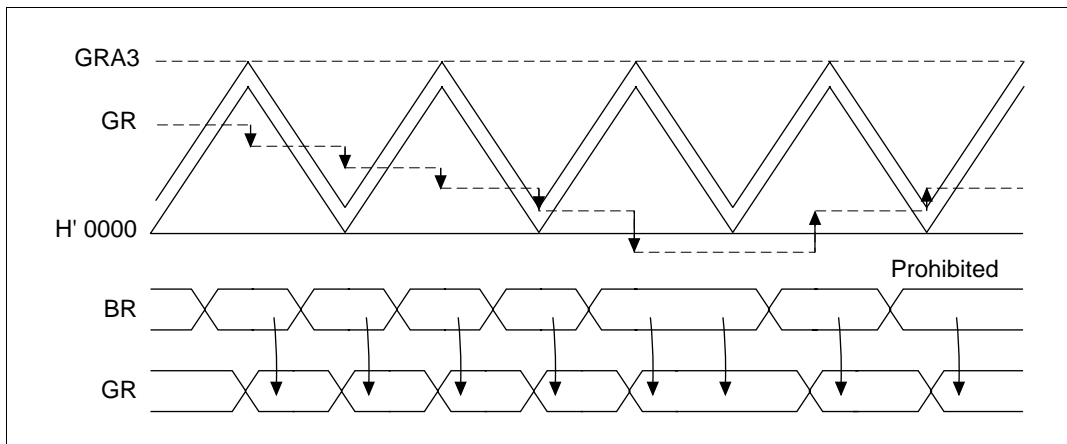 GRA3
GR
H' 0000
Prohibited
BR
GR